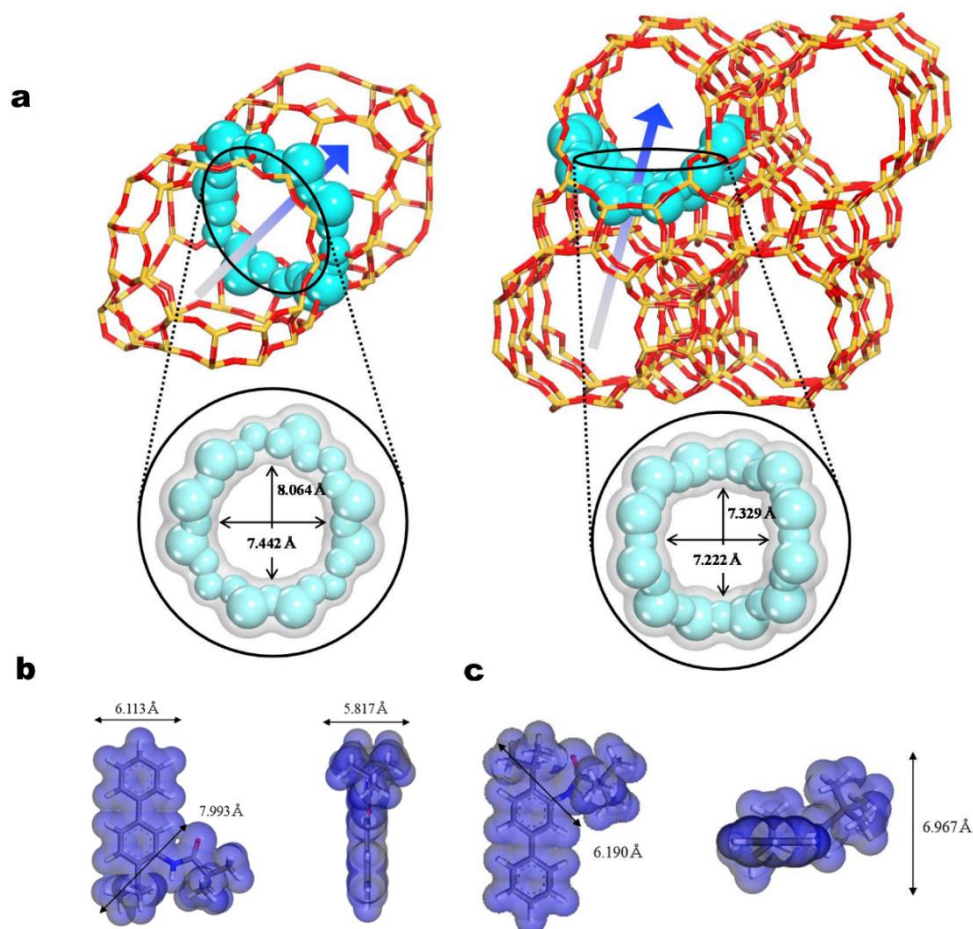 a
8.064 Å
7.442 Å
7.329 Å
7.222 Å
b
6.113 Å
5.817 Å
7.993 Å
c
6.190 Å
6.967 Å